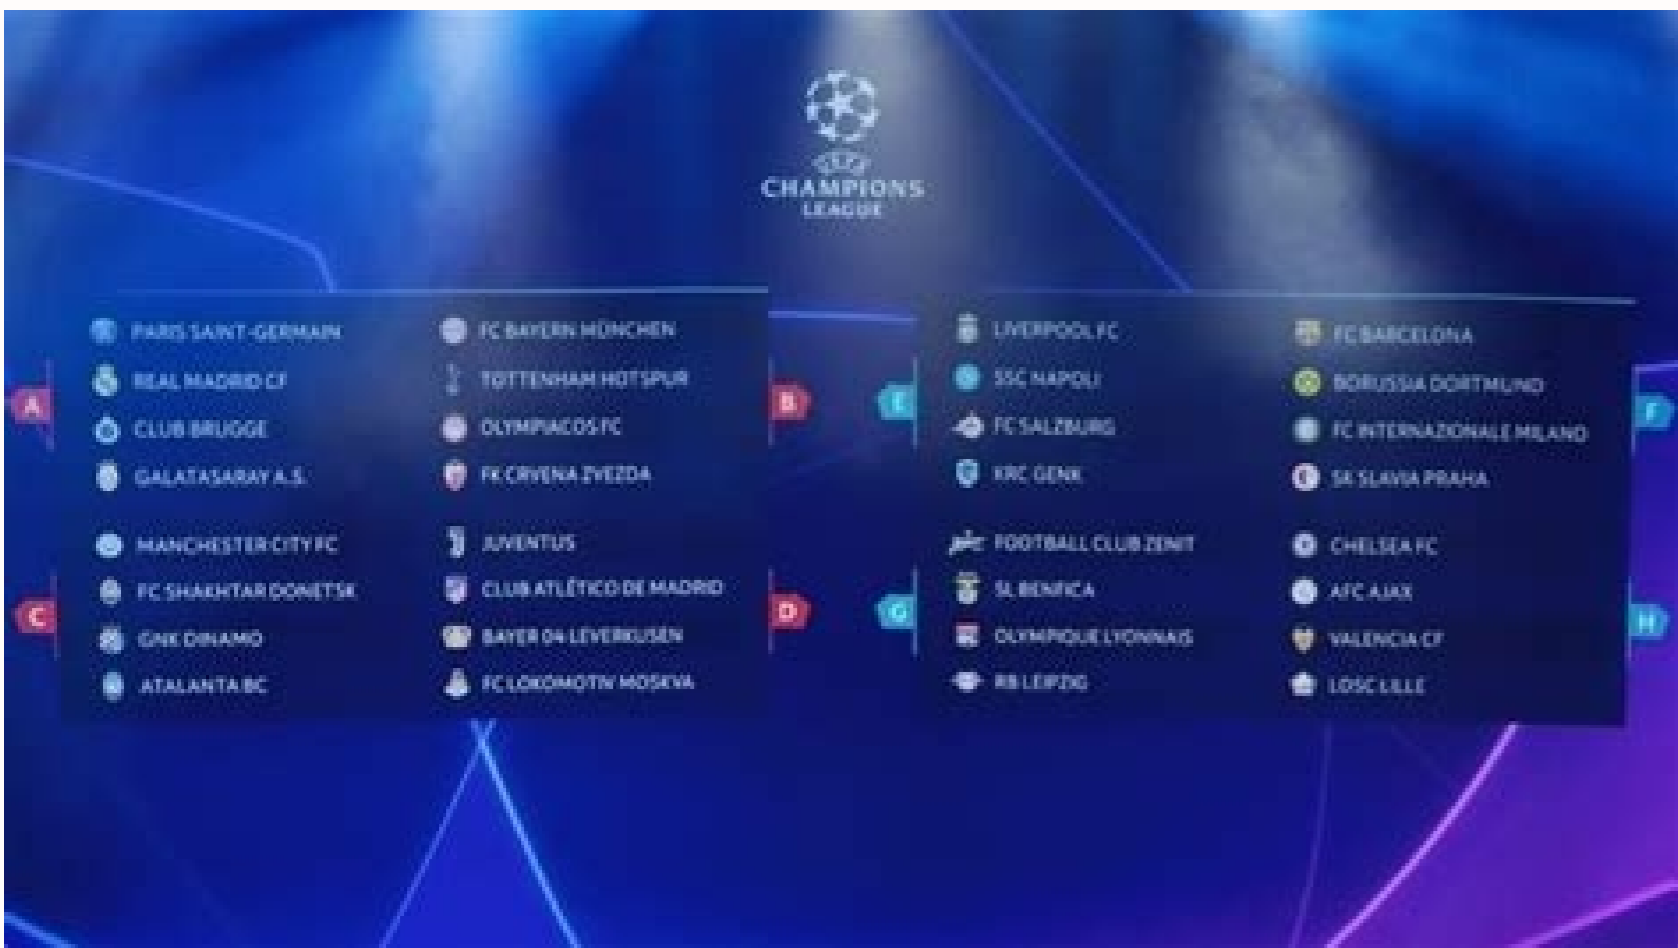 UEFA
CHAMPIONS
LEAGUE
A
PARIS SAINT-GERMAIN
REAL MADRID CF
CLUB BRUGGE
GALATASARAY A.Ş.
B
FC BAYERN MÜNCHEN
TOTTENHAM HOTSPUR
OLYMPIACOS FC
FK CRVENA ZVEZDA
C
MANCHESTER CITY FC
FC SHAKHTAR DONETSK
GNK DINAMO
ATALANTA BC
D
JUVENTUS
CLUB ATLÉTICO DE MADRID
BAYER 04 LEVERKUSEN
FC LOKOMOTIV MOSKVA
E
LIVERPOOL FC
SSC NAPOLI
FC SALZBURG
KRC GENK
F
FC BARCELONA
BORUSSIA DORTMUND
FC INTERNAZIONALE MILANO
SK SLAVIA PRAHA
G
FOOTBALL CLUB ZENIT
SL BENFICA
OLYMPIQUE LYONNAIS
RB LEIPZIG
H
CHELSEA FC
AFC AJAX
VALENCIA CF
LOSC LILLE